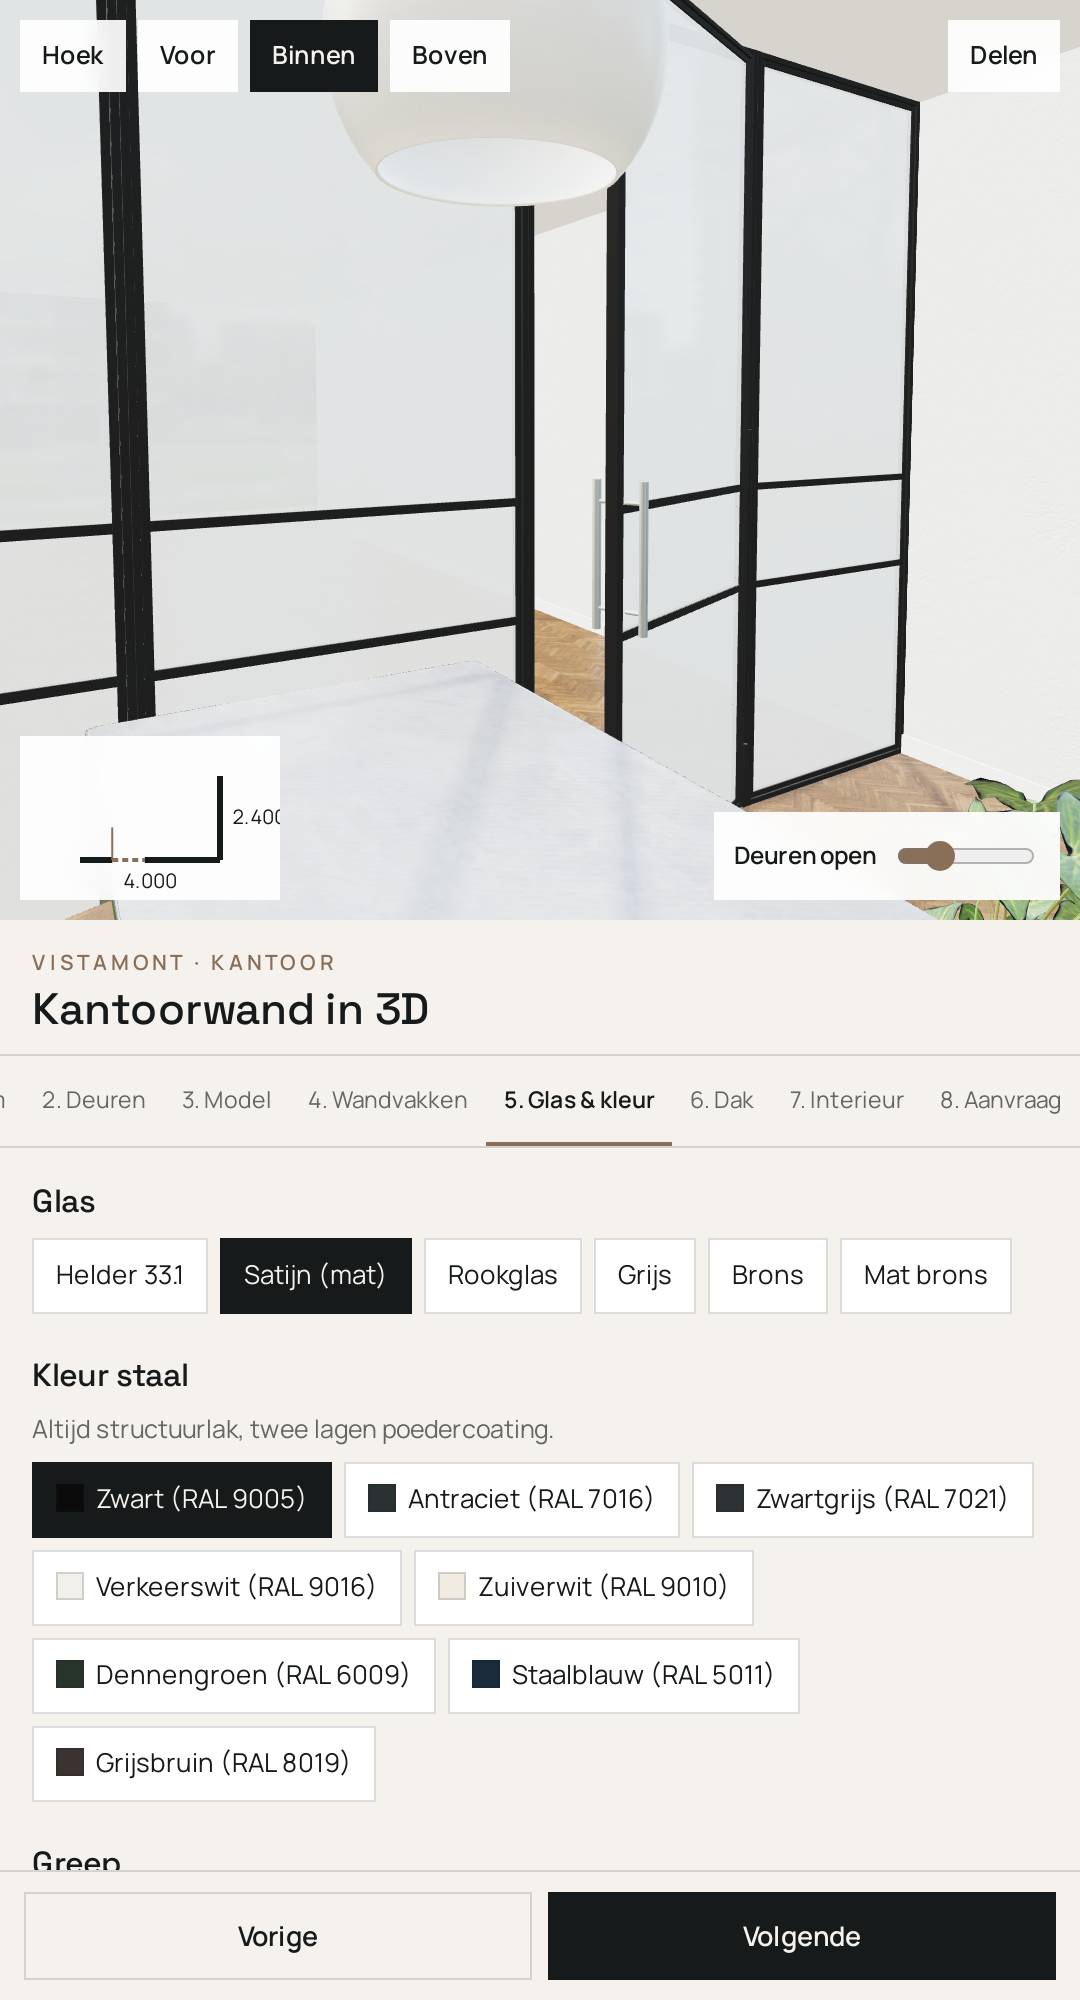 Hoek Voor Binnen Boven Delen
2.400
4.000
Deuren open
VISTAMONT · KANTOOR
Kantoorwand in 3D
2. Deuren 3. Model 4. Wandvakken 5. Glas & kleur 6. Dak 7. Interieur 8. Aanvraag
Glas
Helder 33.1 Satijn (mat) Rookglas Grijs Brons Mat brons
Kleur staal
Altijd structuurlak, twee lagen poedercoating.
Zwart (RAL 9005) Antraciet (RAL 7016) Zwartgrijs (RAL 7021)
Verkeerswit (RAL 9016) Zuiverwit (RAL 9010)
Dennengroen (RAL 6009) Staalblauw (RAL 5011)
Grijsbruin (RAL 8019)
Greep
Vorige Volgende